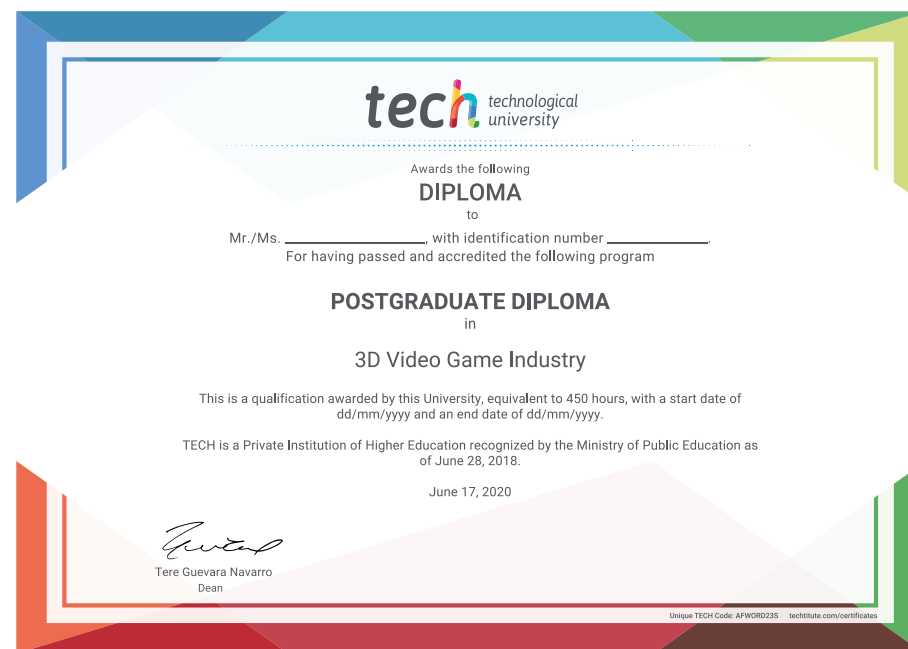 tech technological
university
Awards the following
DIPLOMA
to
Mr./Ms. ____________________, with identification number ______________.
For having passed and accredited the following program
POSTGRADUATE DIPLOMA
in
3D Video Game Industry
This is a qualification awarded by this University, equivalent to 450 hours, with a start date of
dd/mm/yyyy and an end date of dd/mm/yyyy.
TECH is a Private Institution of Higher Education recognized by the Ministry of Public Education as
of June 28, 2018.
June 17, 2020
Tere Guevara Navarro
Dean
Unique TECH Code: AFWORD23S techtitute.com/certificates